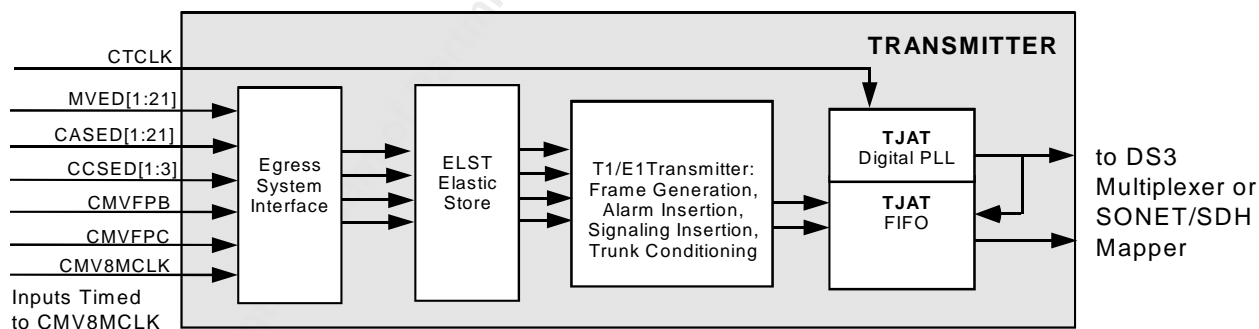 TRANSMITTER
CTCLK
MVED[1:21]
CASED[1:21]
CCSED[1:3]
CMVFPB
CMVFPC
CMV8MCLK
Inputs Timed
to CMV8MCLK
Egress
System
Interface
ELST
Elastic
Store
T1/E1Transmitter:
Frame Generation,
Alarm Insertion,
Signaling Insertion,
Trunk Conditioning
TJAT
Digital PLL
TJAT
FIFO
to DS3
Multiplexer or
SONET/SDH
Mapper